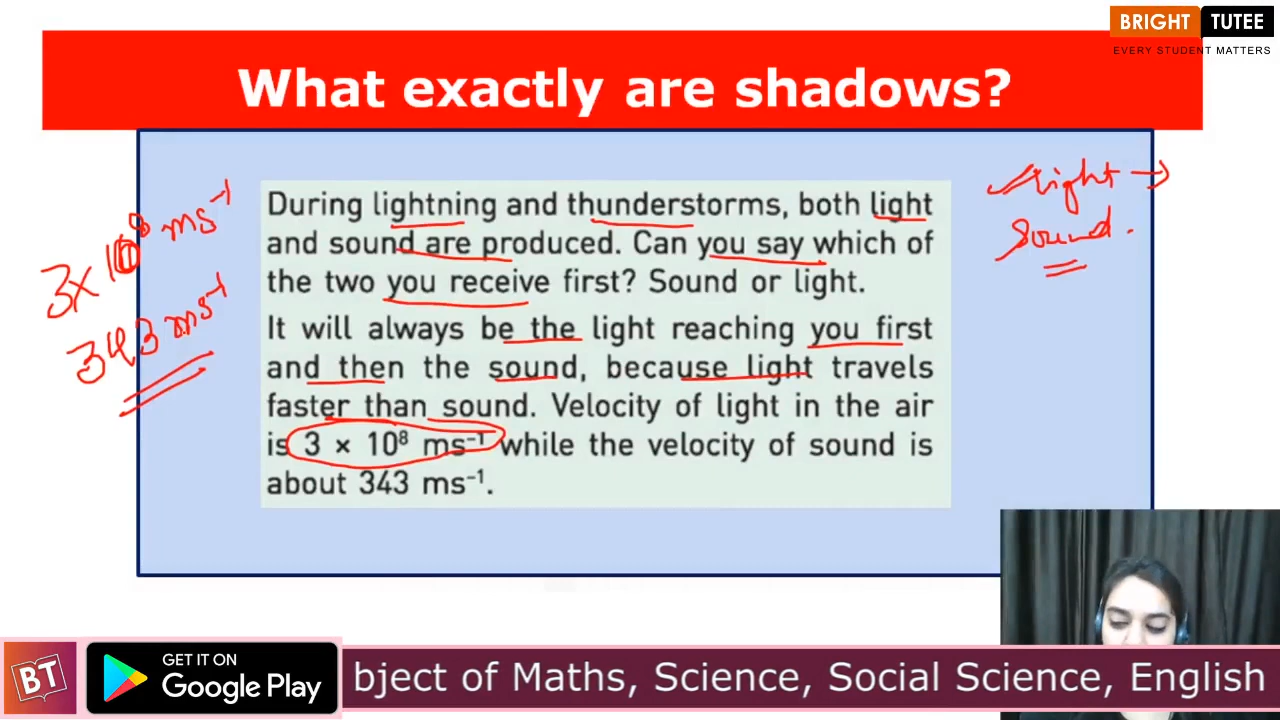 BRIGHT TUTEE
EVERY STUDENT MATTERS
What exactly are shadows?
3 × 10⁸ ms⁻¹
343 ms⁻¹
During lightning and thunderstorms, both light
and sound are produced. Can you say which of
the two you receive first? Sound or light.
It will always be the light reaching you first
and then the sound, because light travels
faster than sound. Velocity of light in the air
is 3 × 10⁸ ms⁻¹ while the velocity of sound is
about 343 ms⁻¹.
light →
Sound.
BT
GET IT ON
Google Play
bject of Maths, Science, Social Science, English